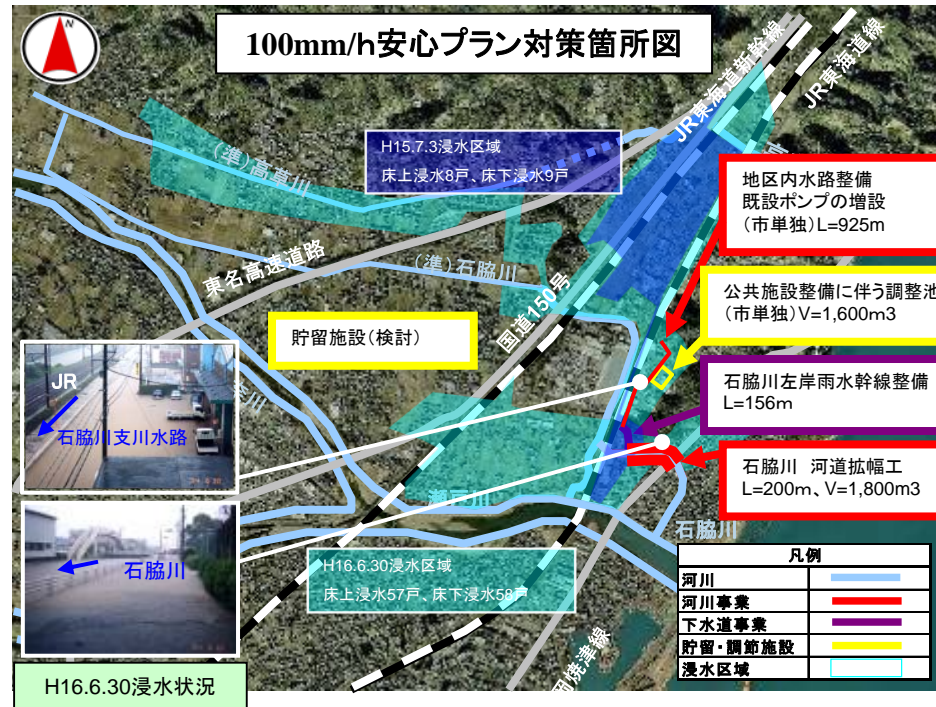 N
100mm/h安心プラン対策箇所図
JR東海道新幹線
JR東海道線
H15.7.3浸水区域
床上浸水8戸、床下浸水9戸
(準)高草川
地区内水路整備
既設ポンプの増設
(市単独)L=925m
東名高速道路
(準)石脇川
国道150号
公共施設整備に伴う調整池
(市単独)V=1,600m3
貯留施設(検討)
石脇川左岸雨水幹線整備
L=156m
JR
石脇川支川水路
石脇川 河道拡幅工
L=200m、V=1,800m3
瀬戸川
石脇川
石脇川
H16.6.30浸水区域
床上浸水57戸、床下浸水58戸
焼津線
H16.6.30浸水状況
凡例
河川
河川事業
下水道事業
貯留・調節施設
浸水区域